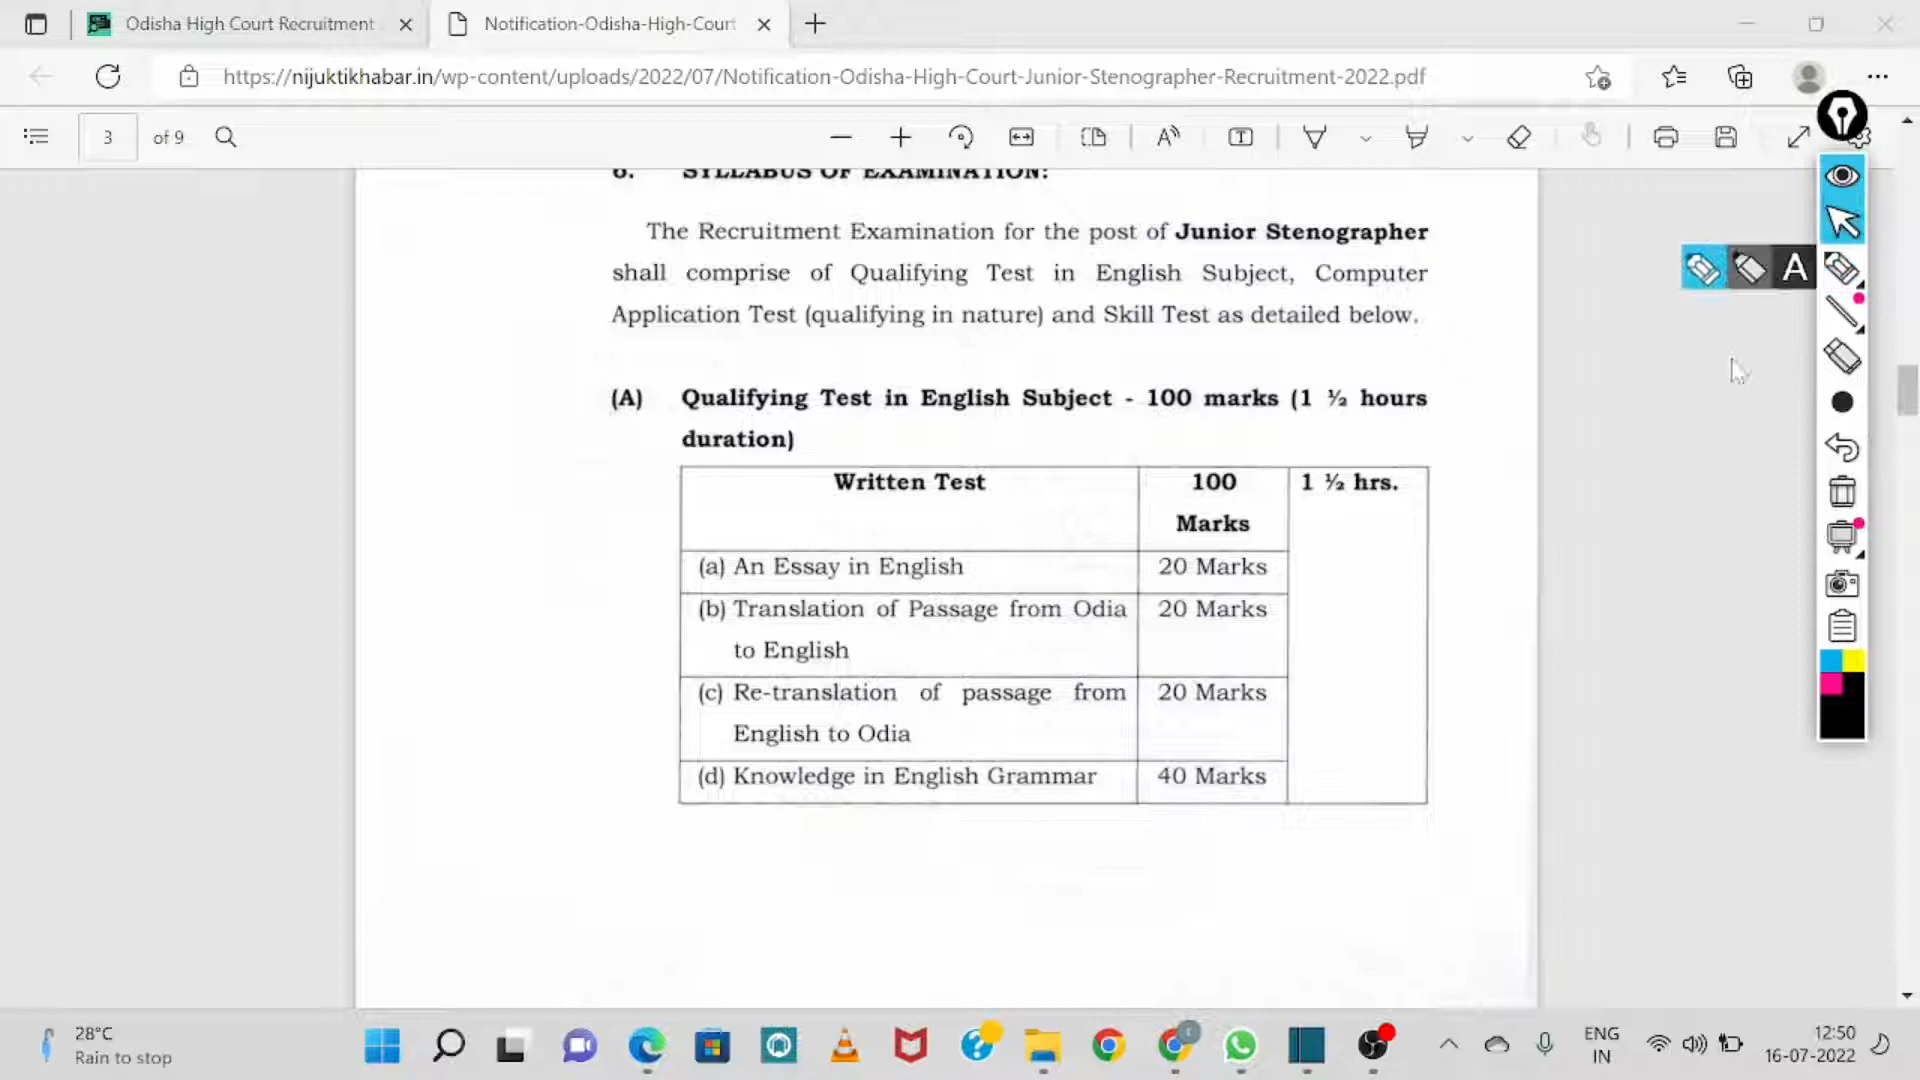 Odisha High Court Recruitment
Notification-Odisha-High-Court
https://nijuktikhabar.in/wp-content/uploads/2022/07/Notification-Odisha-High-Court-Junior-Stenographer-Recruitment-2022.pdf
3 of 9
6. SYLLABUS OF EXAMINATION:
The Recruitment Examination for the post of Junior Stenographer
shall comprise of Qualifying Test in English Subject, Computer
Application Test (qualifying in nature) and Skill Test as detailed below.
(A) Qualifying Test in English Subject - 100 marks (1 ½ hours
duration)
Written Test 100 1 ½ hrs.
Marks
(a) An Essay in English 20 Marks
(b) Translation of Passage from Odia 20 Marks
to English
(c) Re-translation of passage from 20 Marks
English to Odia
(d) Knowledge in English Grammar 40 Marks
A
28°C
Rain to stop
ENG
IN
12:50
16-07-2022